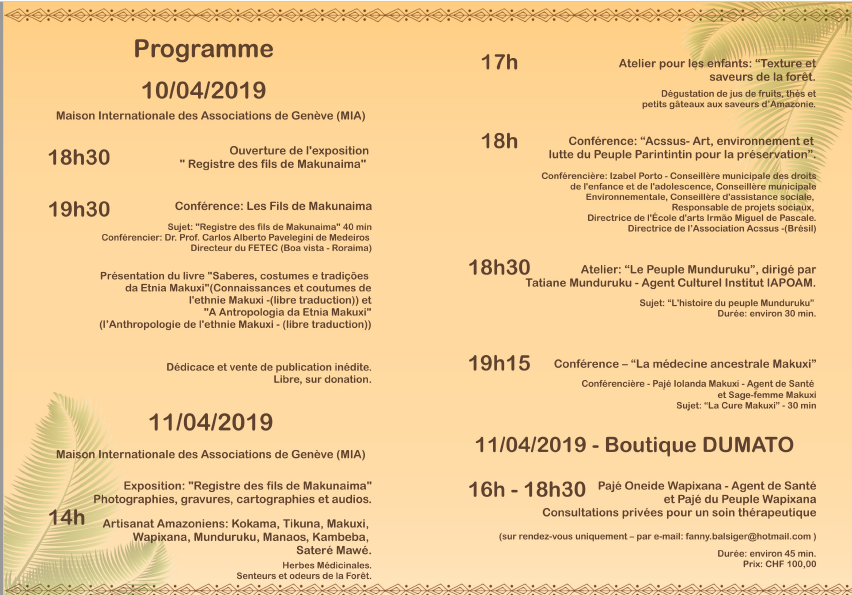 Programme
10/04/2019
Maison Internationale des Associations de Genève (MIA)
18h30
Ouverture de l'exposition
" Registre des fils de Makunaima"
19h30
Conférence: Les Fils de Makunaima
Sujet: "Registre des fils de Makunaima" 40 min
Conférencier: Dr. Prof. Carlos Alberto Pavelegini de Medeiros
Directeur du FETEC (Boa vista - Roraima)
Présentation du livre "Saberes, costumes e tradições
da Etnia Makuxi"(Connaissances et coutumes de
l'ethnie Makuxi -(libre traduction)) et
"A Antropologia da Etnia Makuxi"
(l'Anthropologie de l'ethnie Makuxi - (libre traduction))
Dédicace et vente de publication inédite.
Libre, sur donation.
11/04/2019
Maison Internationale des Associations de Genève (MIA)
14h
Exposition: "Registre des fils de Makunaima"
Photographies, gravures, cartographies et audios.
Artisanat Amazoniens: Kokama, Tikuna, Makuxi,
Wapixana, Munduruku, Manaos, Kambeba,
Sateré Mawé.
Herbes Médicinales.
Senteurs et odeurs de la Forêt.
17h
Atelier pour les enfants: “Texture et
saveurs de la forêt.
Dégustation de jus de fruits, thés et
petits gâteaux aux saveurs d'Amazonie.
18h
Conférence: “Acssus- Art, environnement et
lutte du Peuple Parintintin pour la préservation”.
Conférencière: Izabel Porto - Conseillère municipale des droits
de l'enfance et de l'adolescence, Conseillère municipale
Environnementale, Conseillère d'assistance sociale,
Responsable de projets sociaux,
Directrice de l'École d'arts Irmão Miguel de Pascale.
Directrice de l'Association Acssus -(Brésil)
18h30
Atelier: “Le Peuple Munduruku”, dirigé par
Tatiane Munduruku - Agent Culturel Institut IAPOAM.
Sujet: “L'histoire du peuple Munduruku”
Durée: environ 30 min.
19h15
Conférence – “La médecine ancestrale Makuxi”
Conférencière - Pajé Iolanda Makuxi - Agent de Santé
et Sage-femme Makuxi
Sujet: “La Cure Makuxi” - 30 min
11/04/2019 - Boutique DUMATO
16h - 18h30
Pajé Oneide Wapixana - Agent de Santé
et Pajé du Peuple Wapixana
Consultations privées pour un soin thérapeutique
(sur rendez-vous uniquement – par e-mail: fanny.balsiger@hotmail.com )
Durée: environ 45 min.
Prix: CHF 100,00